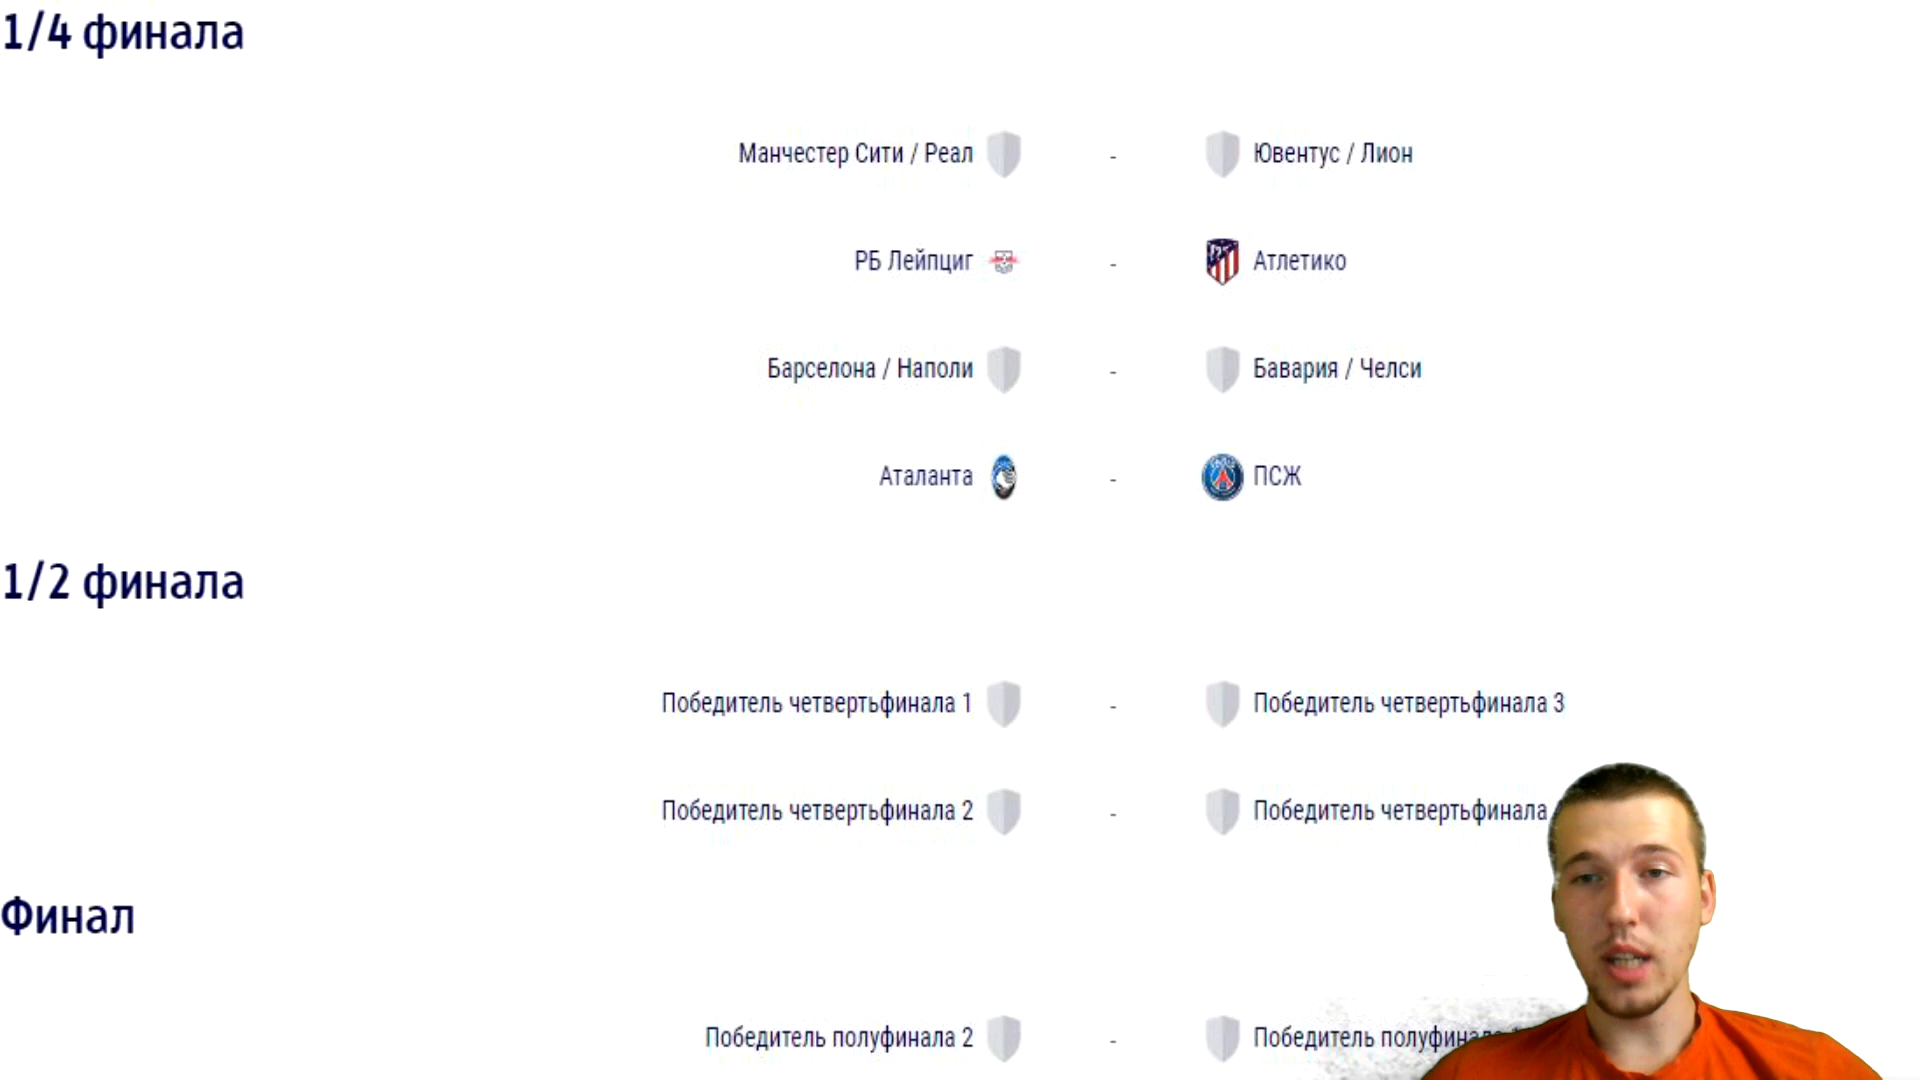 1/4 финала
Манчестер Сити / Реал - Ювентус / Лион
РБ Лейпциг - Атлетико
Барселона / Наполи - Бавария / Челси
Аталанта - ПСЖ
1/2 финала
Победитель четвертьфинала 1 - Победитель четвертьфинала 3
Победитель четвертьфинала 2 - Победитель четвертьфинала
Финал
Победитель полуфинала 2 - Победитель